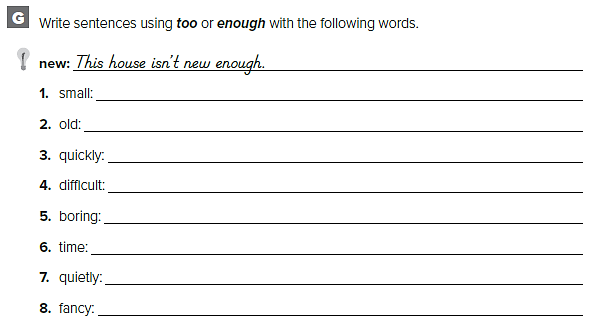 G Write sentences using too or enough with the following words.
new: This house isn't new enough.
1. small:
2. old:
3. quickly:
4. difficult:
5. boring:
6. time:
7. quietly:
8. fancy: